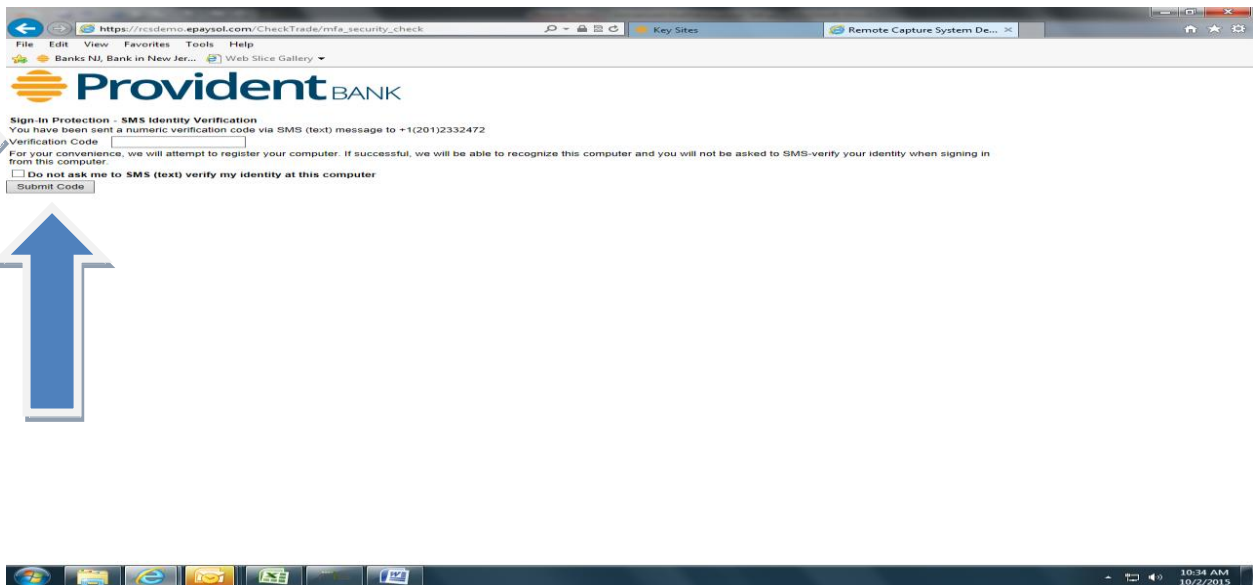 https://rcsdemo.epaysol.com/CheckTrade/mfa_security_check
Key Sites
Remote Capture System De...
File Edit View Favorites Tools Help
Banks NJ, Bank in New Jer... Web Slice Gallery
Provident BANK
Sign-In Protection - SMS Identity Verification
You have been sent a numeric verification code via SMS (text) message to +1(201)2332472
Verification Code
For your convenience, we will attempt to register your computer. If successful, we will be able to recognize this computer and you will not be asked to SMS-verify your identity when signing in
from this computer.
Do not ask me to SMS (text) verify my identity at this computer
Submit Code
10:34 AM
10/2/2015